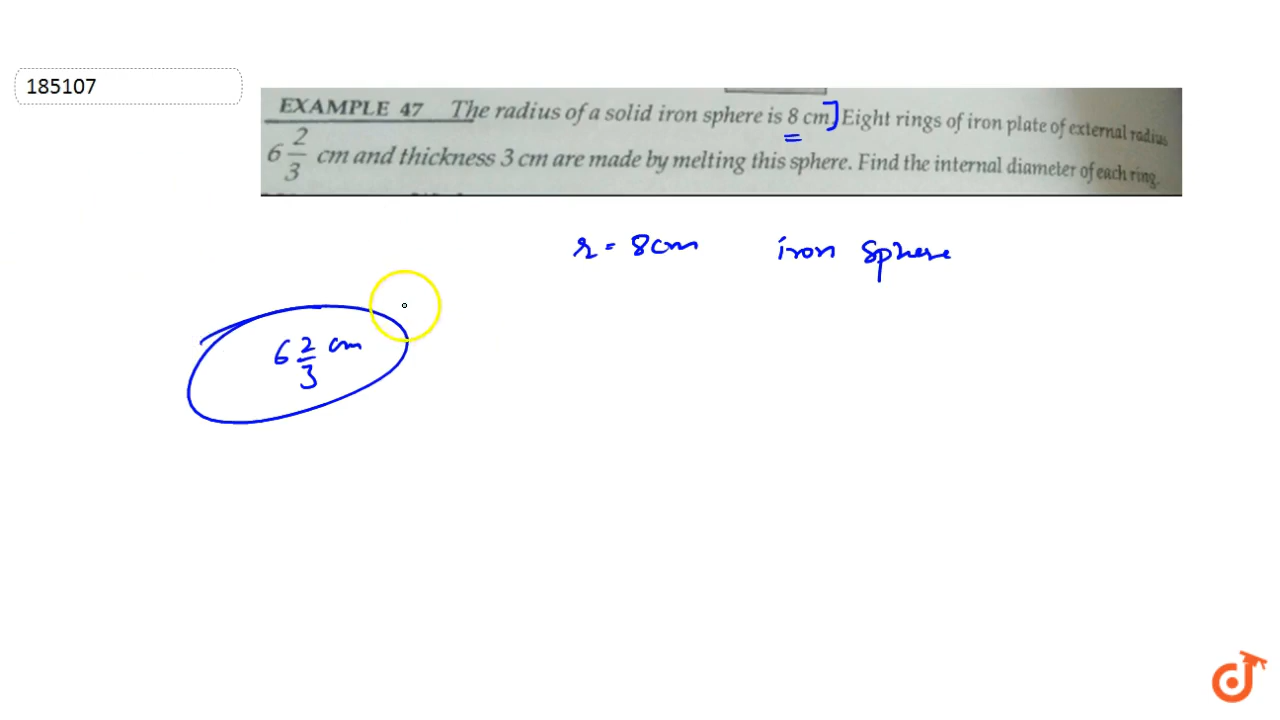 185107
EXAMPLE 47 The radius of a solid iron sphere is 8 cm. Eight rings of iron plate of external radius
6 2/3 cm and thickness 3 cm are made by melting this sphere. Find the internal diameter of each ring.
r = 8cm iron sphere
6 2/3 cm